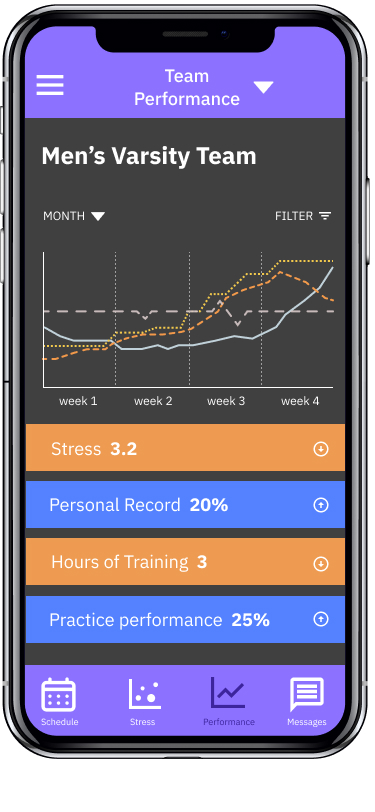 Team
Performance
Men’s Varsity Team
MONTH FILTER
week 1 week 2 week 3 week 4
Stress 3.2
Personal Record 20%
Hours of Training 3
Practice performance 25%
Schedule Stress Performance Messages